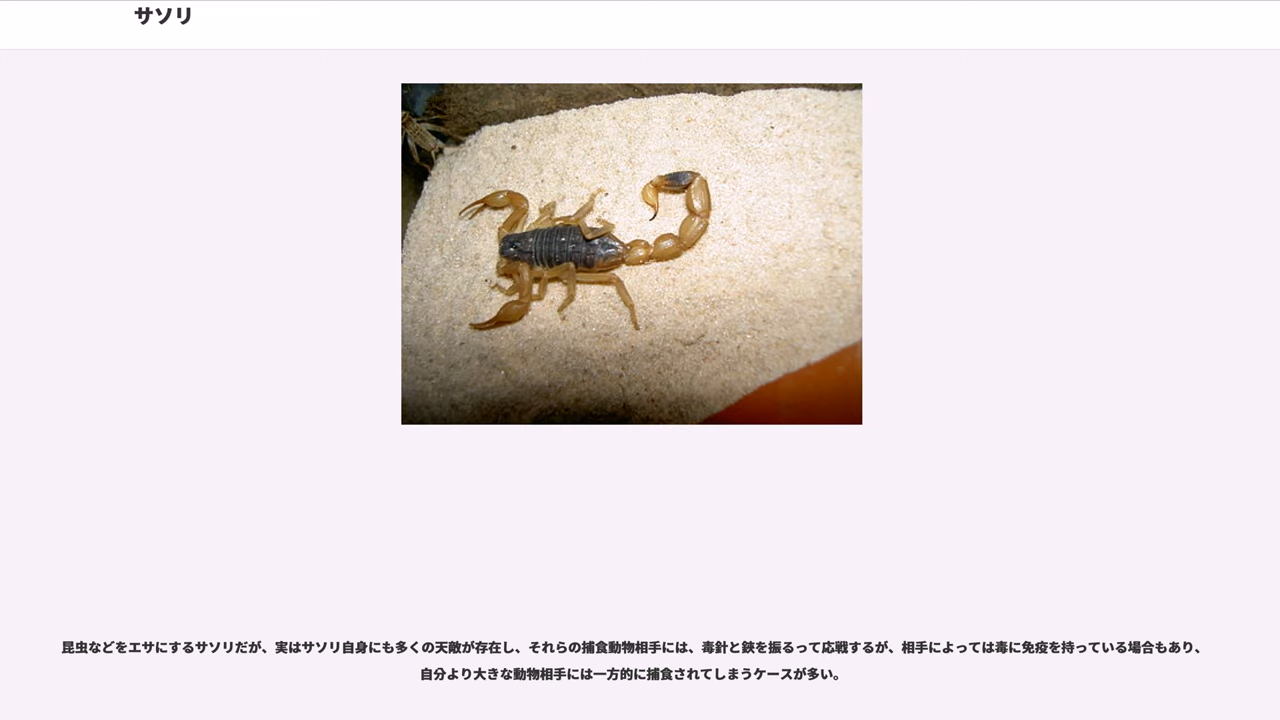 サソリ
昆虫などをエサにするサソリだが、実はサソリ自身にも多くの天敵が存在し、それらの捕食動物相手には、毒針と鋏を振るって応戦するが、相手によっては毒に免疫を持っている場合もあり、
自分より大きな動物相手には一方的に捕食されてしまうケースが多い。